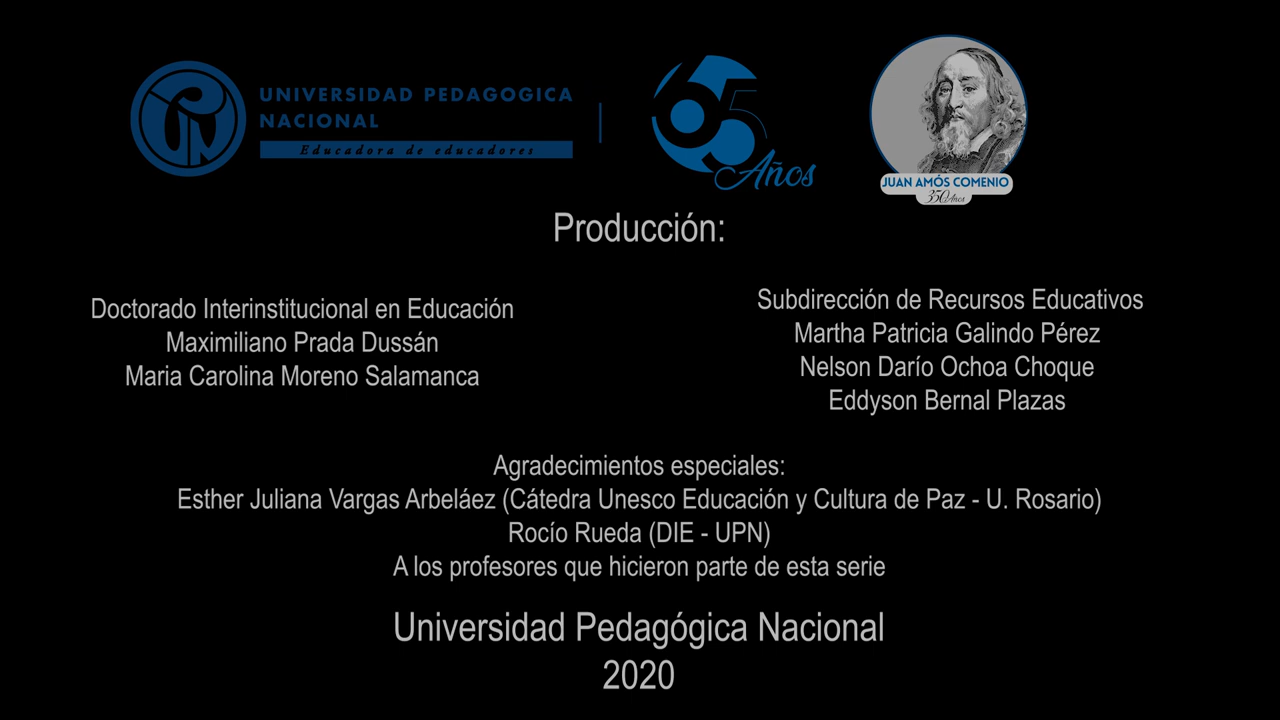 UNIVERSIDAD PEDAGOGICA
NACIONAL
Educadora de educadores
65
Años
JUAN AMÓS COMENIO
350 Años
Producción:
Doctorado Interinstitucional en Educación
Maximiliano Prada Dussán
Maria Carolina Moreno Salamanca
Subdirección de Recursos Educativos
Martha Patricia Galindo Pérez
Nelson Darío Ochoa Choque
Eddyson Bernal Plazas
Agradecimientos especiales:
Esther Juliana Vargas Arbeláez (Cátedra Unesco Educación y Cultura de Paz - U. Rosario)
Rocío Rueda (DIE - UPN)
A los profesores que hicieron parte de esta serie
Universidad Pedagógica Nacional
2020